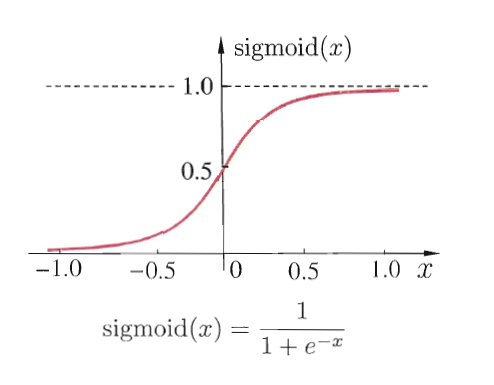 sigmoid(x)
1.0
0.5
−1.0 −0.5 0 0.5 1.0 x
sigmoid(x) = 1 / (1 + e^{−x})